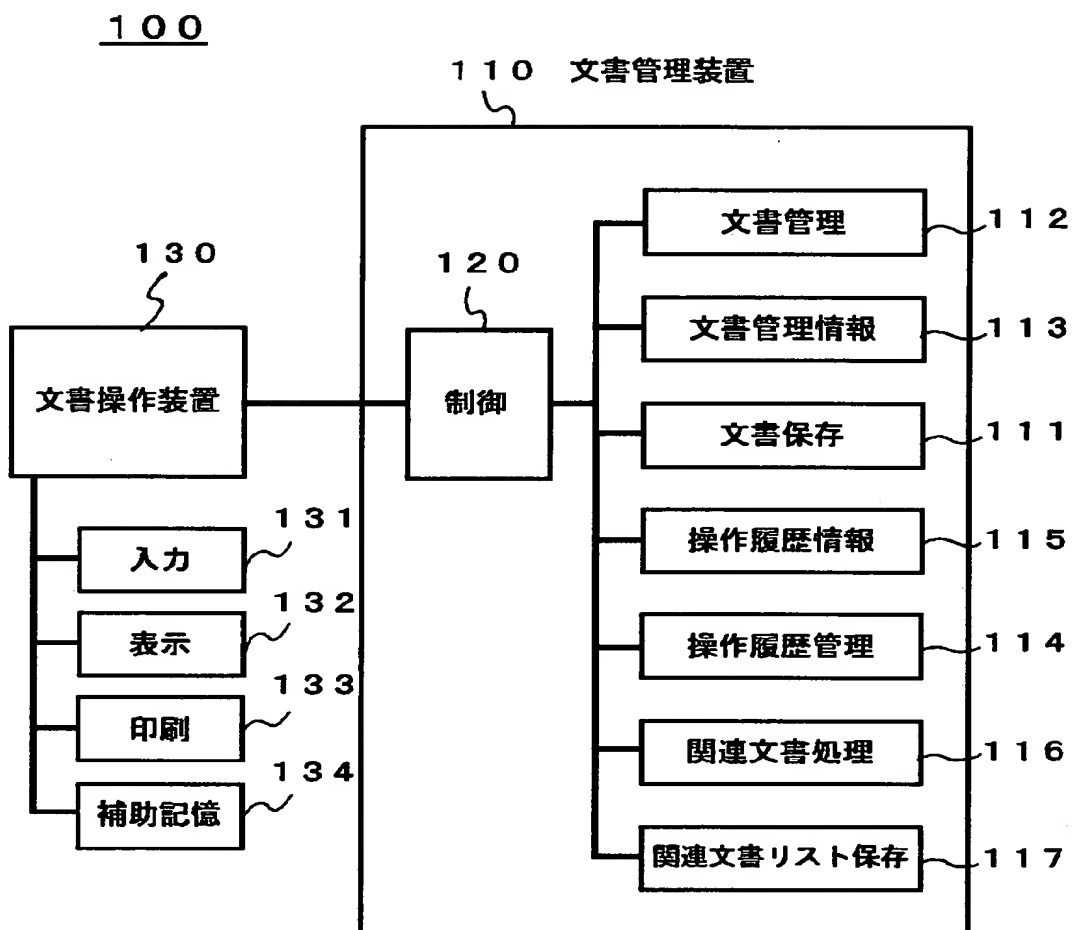 １００
１１０ 文書管理装置
文書管理 １１２
１３０ １２０
文書管理情報 １１３
文書操作装置 制御
文書保存 １１１
１３１
入力
操作履歴情報 １１５
１３２
表示
操作履歴管理 １１４
１３３
印刷
関連文書処理 １１６
１３４
補助記憶
関連文書リスト保存 １１７